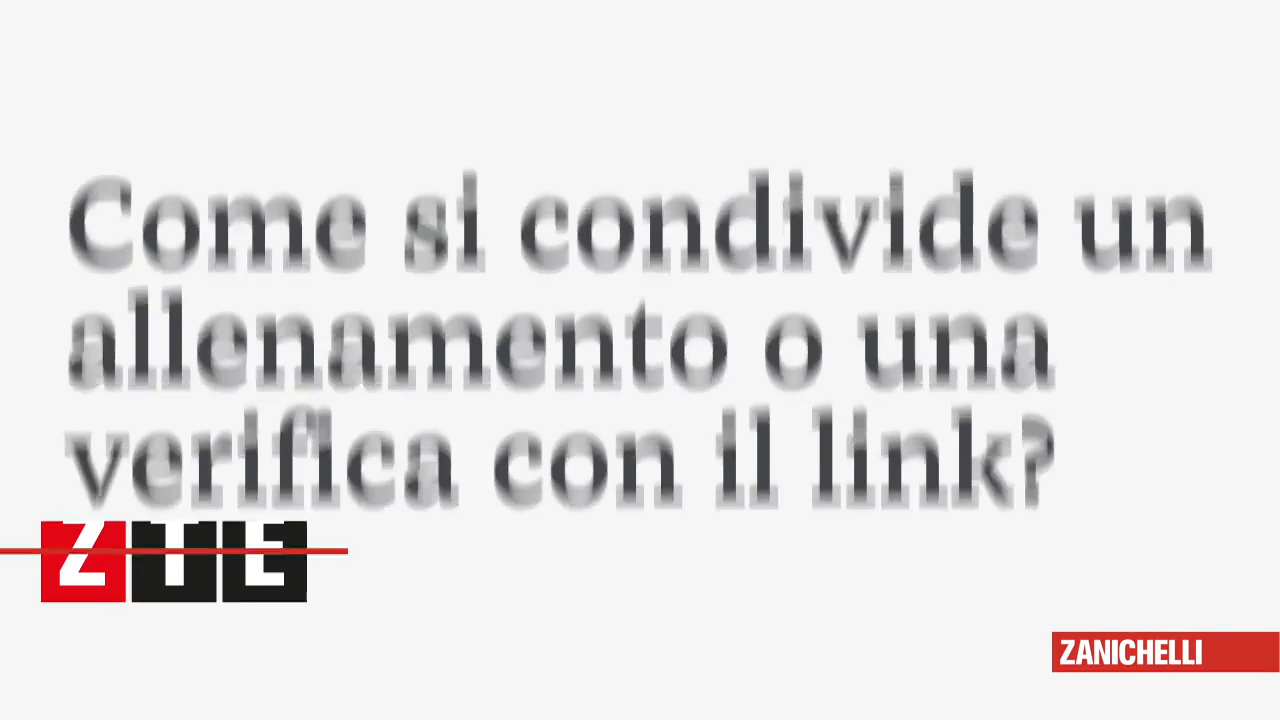 Come si condivide un
allenamento o una
verifica con il link?
ZTE
ZANICHELLI